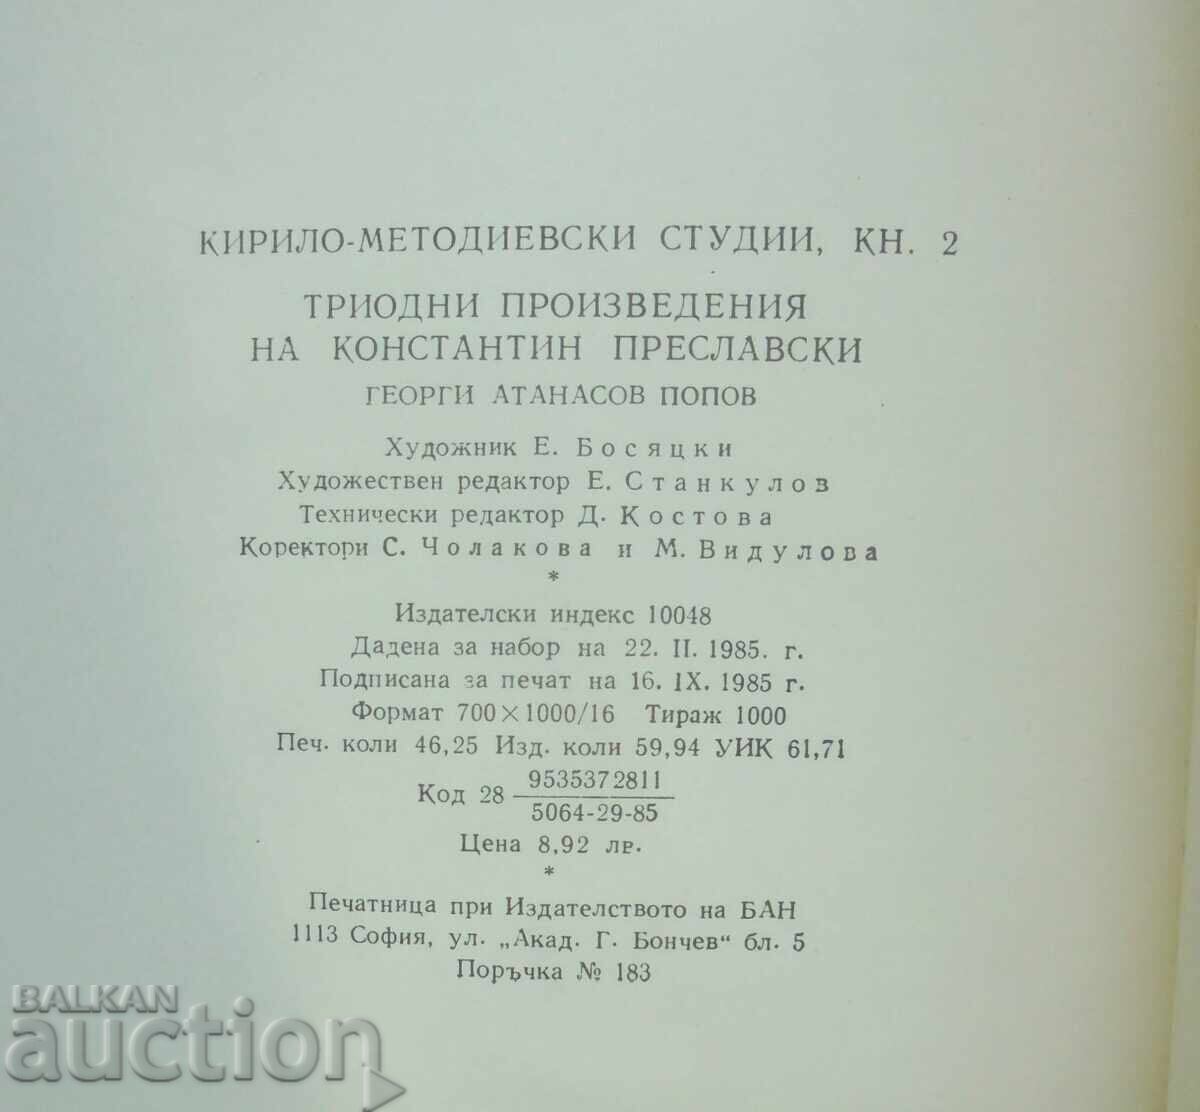 КИРИЛО-МЕТОДИЕВСКИ СТУДИИ, КН. 2
ТРИОДНИ ПРОИЗВЕДЕНИЯ
НА КОНСТАНТИН ПРЕСЛАВСКИ
ГЕОРГИ АТАНАСОВ ПОПОВ
Художник Е. Босяцки
Художествен редактор Е. Станкулов
Технически редактор Д. Костова
Коректори С. Чолакова и М. Видулова
*
Издателски индекс 10048
Дадена за набор на 22. II. 1985. г.
Подписана за печат на 16. IX. 1985 г.
Формат 700×1000/16 Тираж 1000
Печ. коли 46,25 Изд. коли 59,94 УИК 61,71
Код 28 9535372811
5064-29-85
Цена 8,92 лв.
*
Печатница при Издателството на БАН
1113 София, ул. „Акад. Г. Бончев“ бл. 5
Поръчка № 183
BALKAN
auction